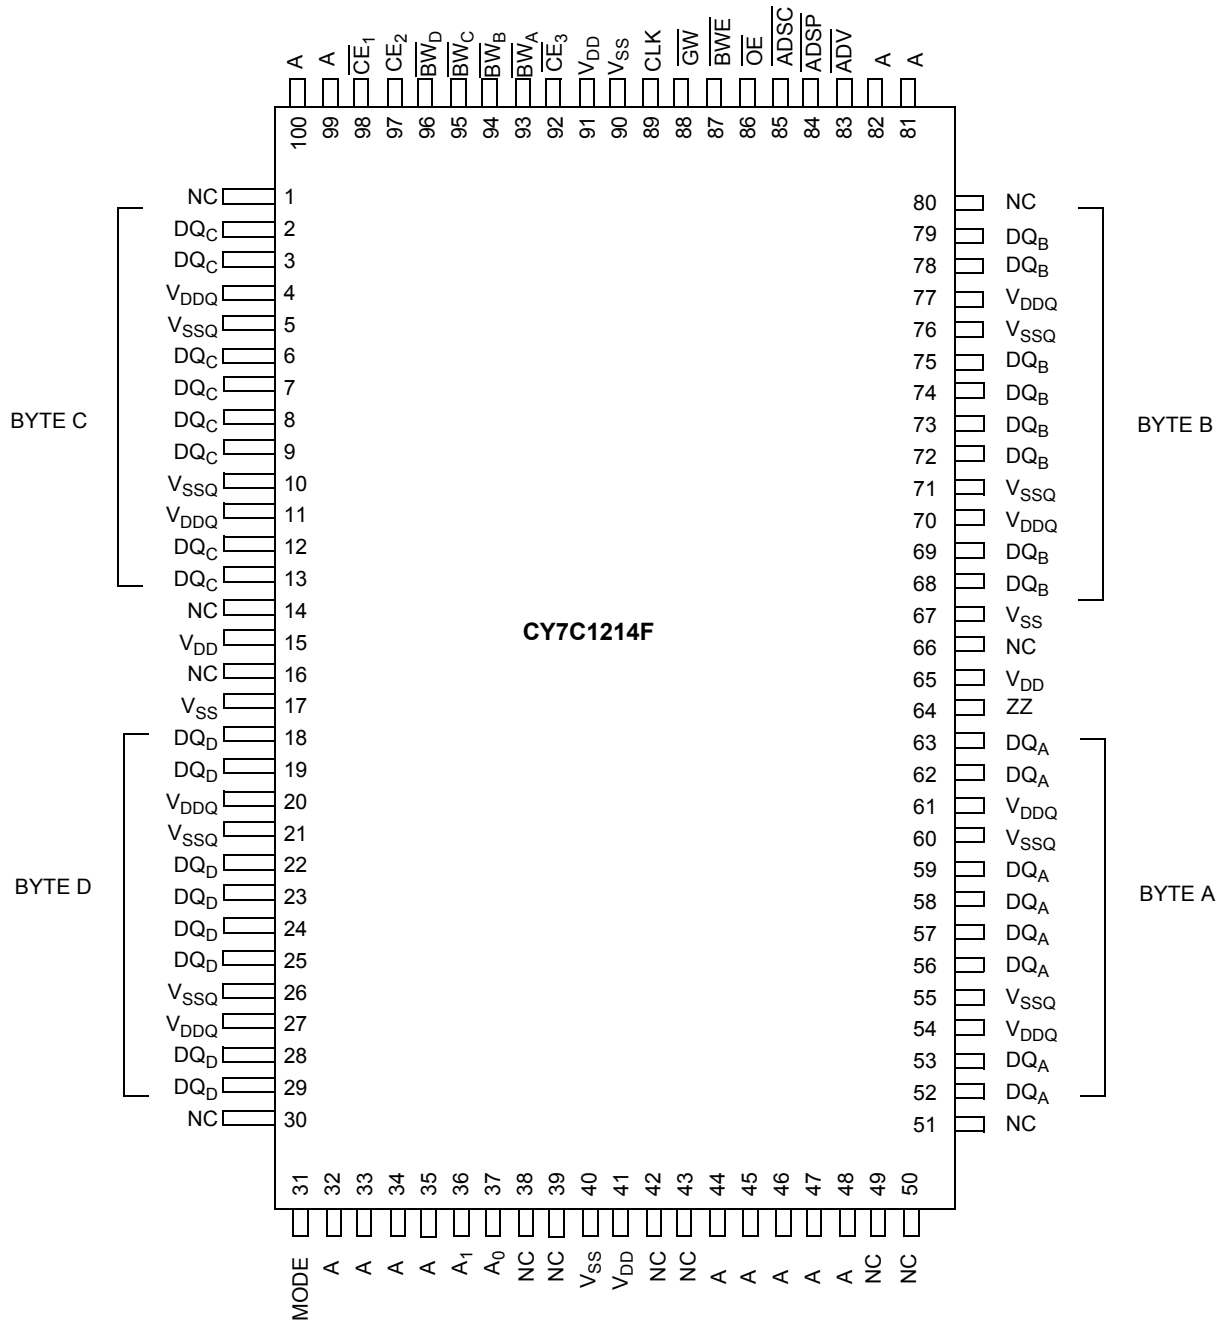 A A CE1 CE2 BWD BWC BWB BWA CE3 VDD VSS CLK GW BWE OE ADSC ADSP ADV A A
100 99 98 97 96 95 94 93 92 91 90 89 88 87 86 85 84 83 82 81
NC 1
DQC 2
DQC 3
VDDQ 4
VSSQ 5
DQC 6
DQC 7
DQC 8
DQC 9
VSSQ 10
VDDQ 11
DQC 12
DQC 13
NC 14
VDD 15
NC 16
VSS 17
DQD 18
DQD 19
VDDQ 20
VSSQ 21
DQD 22
DQD 23
DQD 24
DQD 25
VSSQ 26
VDDQ 27
DQD 28
DQD 29
NC 30
BYTE C
BYTE D
CY7C1214F
80 NC
79 DQB
78 DQB
77 VDDQ
76 VSSQ
75 DQB
74 DQB
73 DQB
72 DQB
71 VSSQ
70 VDDQ
69 DQB
68 DQB
67 VSS
66 NC
65 VDD
64 ZZ
63 DQA
62 DQA
61 VDDQ
60 VSSQ
59 DQA
58 DQA
57 DQA
56 DQA
55 VSSQ
54 VDDQ
53 DQA
52 DQA
51 NC
BYTE B
BYTE A
31 32 33 34 35 36 37 38 39 40 41 42 43 44 45 46 47 48 49 50
MODE A A A A A1 A0 NC NC VSS VDD NC NC A A A A A NC NC